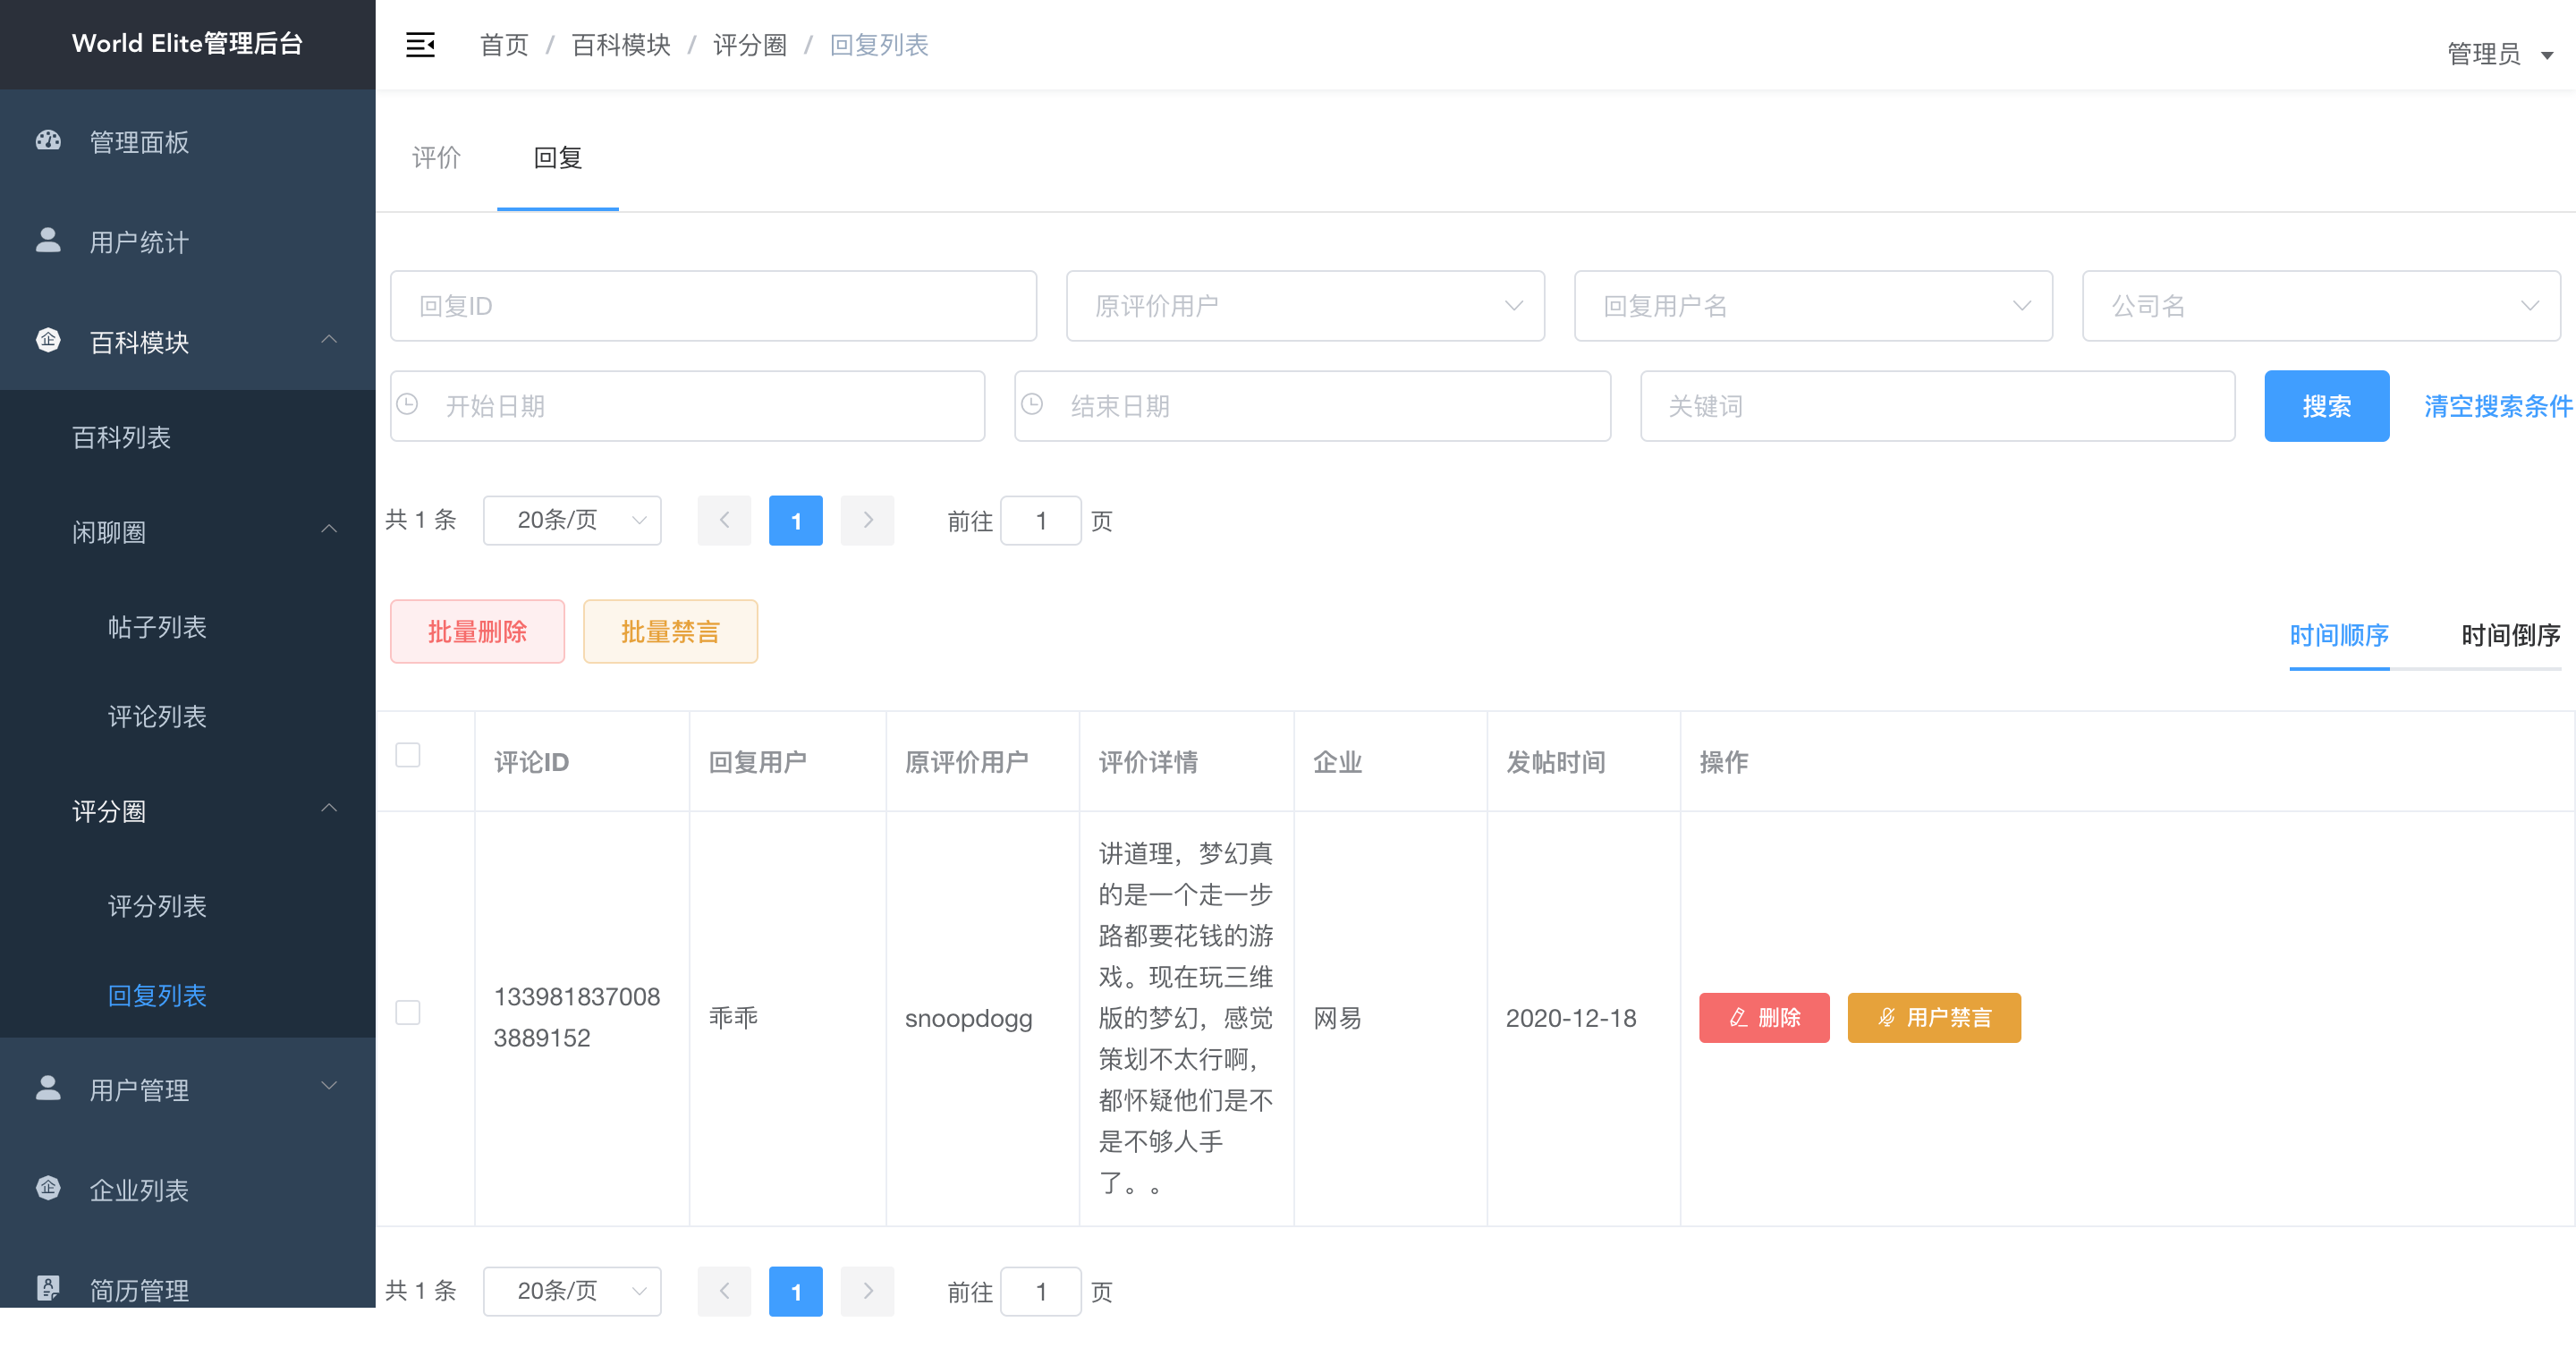 World Elite管理后台
首页 / 百科模块 / 评分圈 / 回复列表
管理员
管理面板
用户统计
百科模块
百科列表
闲聊圈
帖子列表
评论列表
评分圈
评分列表
回复列表
用户管理
企业列表
简历管理
评价 回复
回复ID 原评价用户 回复用户名 公司名
开始日期 结束日期 关键词 搜索 清空搜索条件
共 1 条 20条/页 1 前往 1 页
批量删除 批量禁言 时间顺序 时间倒序
评论ID 回复用户 原评价用户 评价详情 企业 发帖时间 操作
133981837008
3889152
乖乖
snoopdogg
讲道理，梦幻真
的是一个走一步
路都要花钱的游
戏。现在玩三维
版的梦幻，感觉
策划不太行啊，
都怀疑他们是不
是不够人手
了。。
网易
2020-12-18
删除 用户禁言
共 1 条 20条/页 1 前往 1 页